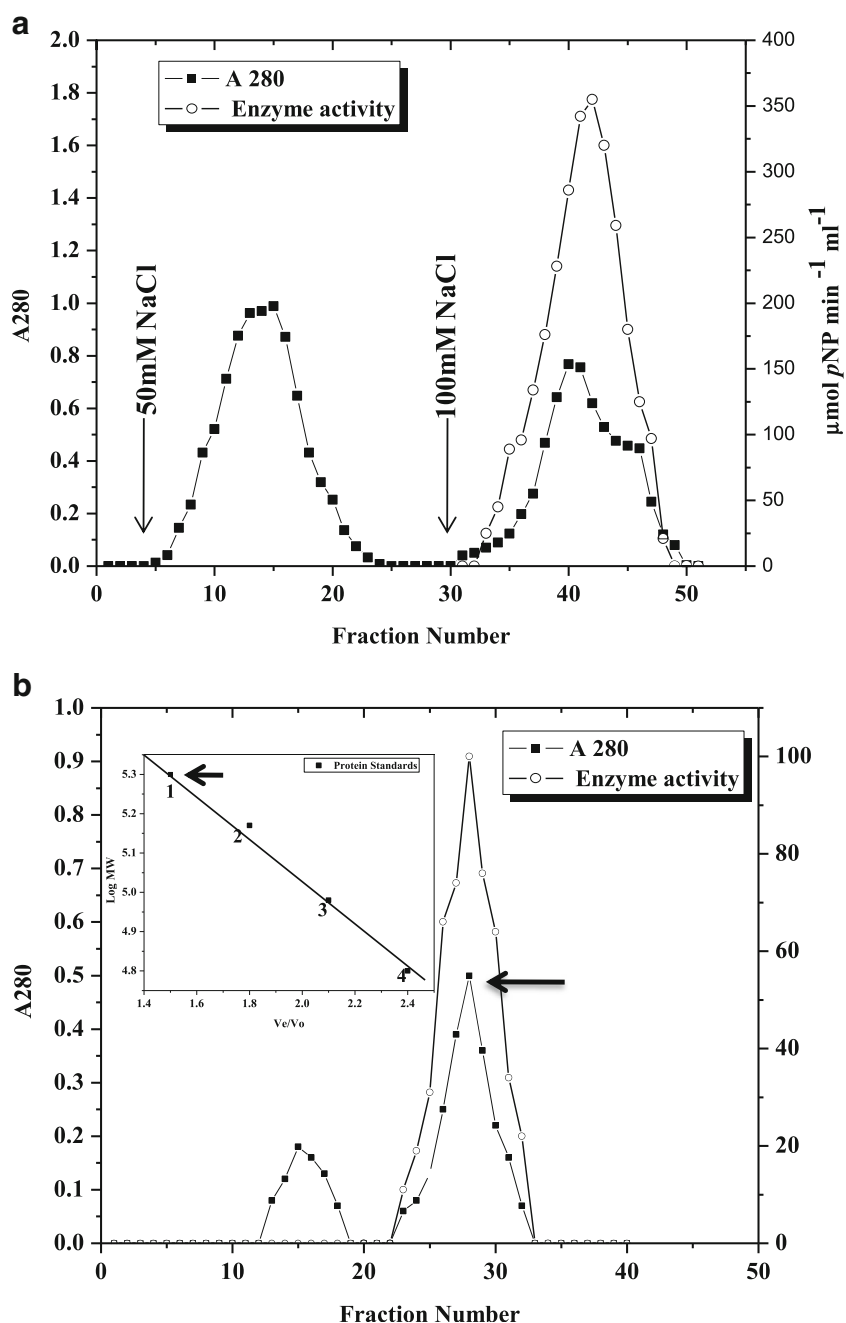 a
A 280
Enzyme activity
50mM NaCl
100mM NaCl
A280
µmol pNP min -1 ml-1
2.0
1.8
1.6
1.4
1.2
1.0
0.8
0.6
0.4
0.2
0.0
400
350
300
250
200
150
100
50
0
0 10 20 30 40 50
Fraction Number
b
A 280
Enzyme activity
A280
1.0
0.9
0.8
0.7
0.6
0.5
0.4
0.3
0.2
0.1
0.0
Protein Standards
Log MW
5.3
5.2
5.1
5.0
4.9
4.8
1
2
3
4
1.4 1.6 1.8 2.0 2.2 2.4
Ve/Vo
100
80
60
40
20
0
0 10 20 30 40 50
Fraction Number